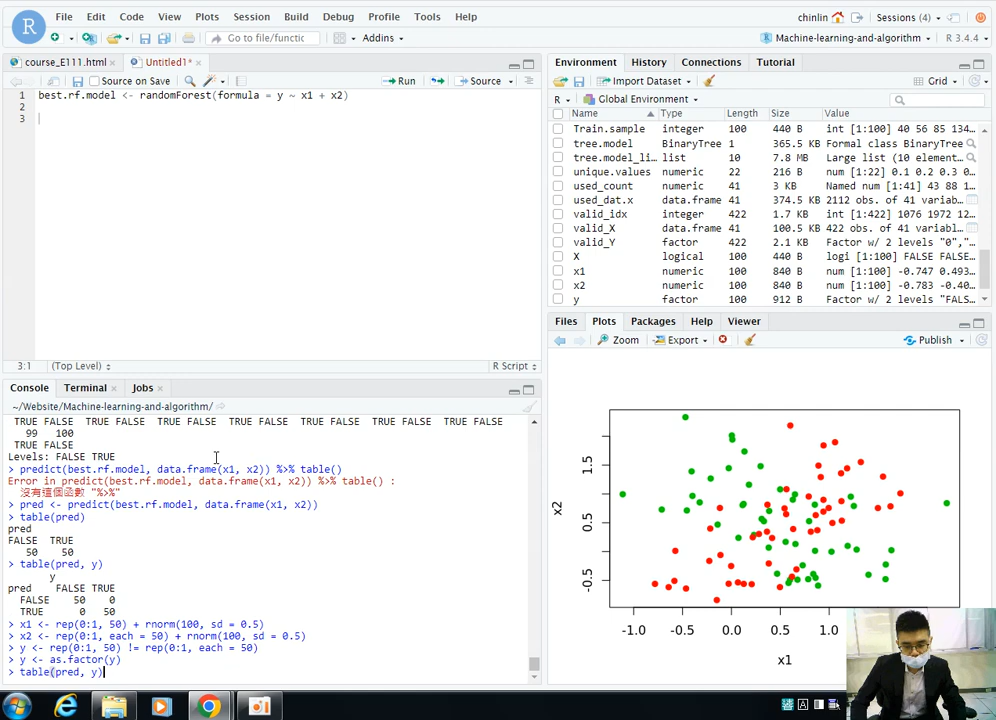 File Edit Code View Plots Session Build Debug Profile Tools Help
chinlin Sessions (4)
Go to file/functic Addins
Machine-learning-and-algorithm R 3.4.4
course_E111.html × Untitled1* ×
Source on Save Run Source
1 best.rf.model <- randomForest(formula = y ~ x1 + x2)
2
3
3:1 (Top Level) R Script
Console Terminal × Jobs ×
~/Website/Machine-learning-and-algorithm/
TRUE FALSE TRUE FALSE TRUE FALSE TRUE FALSE TRUE FALSE TRUE FALSE TRUE FALSE
99 100
TRUE FALSE
Levels: FALSE TRUE
> predict(best.rf.model, data.frame(x1, x2)) %>% table()
Error in predict(best.rf.model, data.frame(x1, x2)) %>% table() :
沒有這個函數 "%>%"
> pred <- predict(best.rf.model, data.frame(x1, x2))
> table(pred)
pred
FALSE TRUE
50 50
> table(pred, y)
y
pred FALSE TRUE
FALSE 50 0
TRUE 0 50
> x1 <- rep(0:1, 50) + rnorm(100, sd = 0.5)
> x2 <- rep(0:1, each = 50) + rnorm(100, sd = 0.5)
> y <- rep(0:1, 50) != rep(0:1, each = 50)
> y <- as.factor(y)
> table(pred, y)
Environment History Connections Tutorial
Import Dataset Grid
R Global Environment
Name Type Length Size Value
Train.sample integer 100 440 B int [1:100] 40 56 85 134…
tree.model BinaryTree 1 365.5 KB Formal class BinaryTree
tree.model_li… list 10 7.8 MB Large list (10 element…
unique.values numeric 22 216 B num [1:22] 0.1 0.2 0.3 0…
used_count numeric 41 3 KB Named num [1:41] 43 88 1…
used_dat.x data.frame 41 374.5 KB 2112 obs. of 41 variab…
valid_idx integer 422 1.7 KB int [1:422] 1076 1972 12…
valid_X data.frame 41 100.5 KB 422 obs. of 41 variabl…
valid_Y factor 422 2.1 KB Factor w/ 2 levels "0","…
X logical 100 440 B logi [1:100] FALSE FALSE…
x1 numeric 100 840 B num [1:100] -0.747 0.493…
x2 numeric 100 840 B num [1:100] -0.783 -0.40…
y factor 100 912 B Factor w/ 2 levels "FALS…
Files Plots Packages Help Viewer
Zoom Export Publish
x2
1.5
0.5
-0.5
-1.0 -0.5 0.0 0.5 1.0
x1